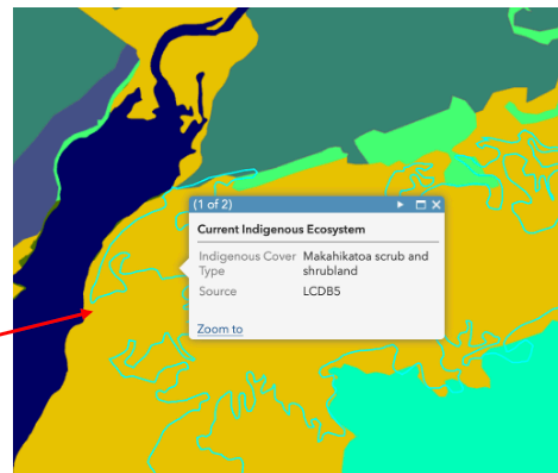 (1 of 2)
Current Indigenous Ecosystem
Indigenous Cover Makahikatoa scrub and
Type shrubland
Source LCDB5
Zoom to